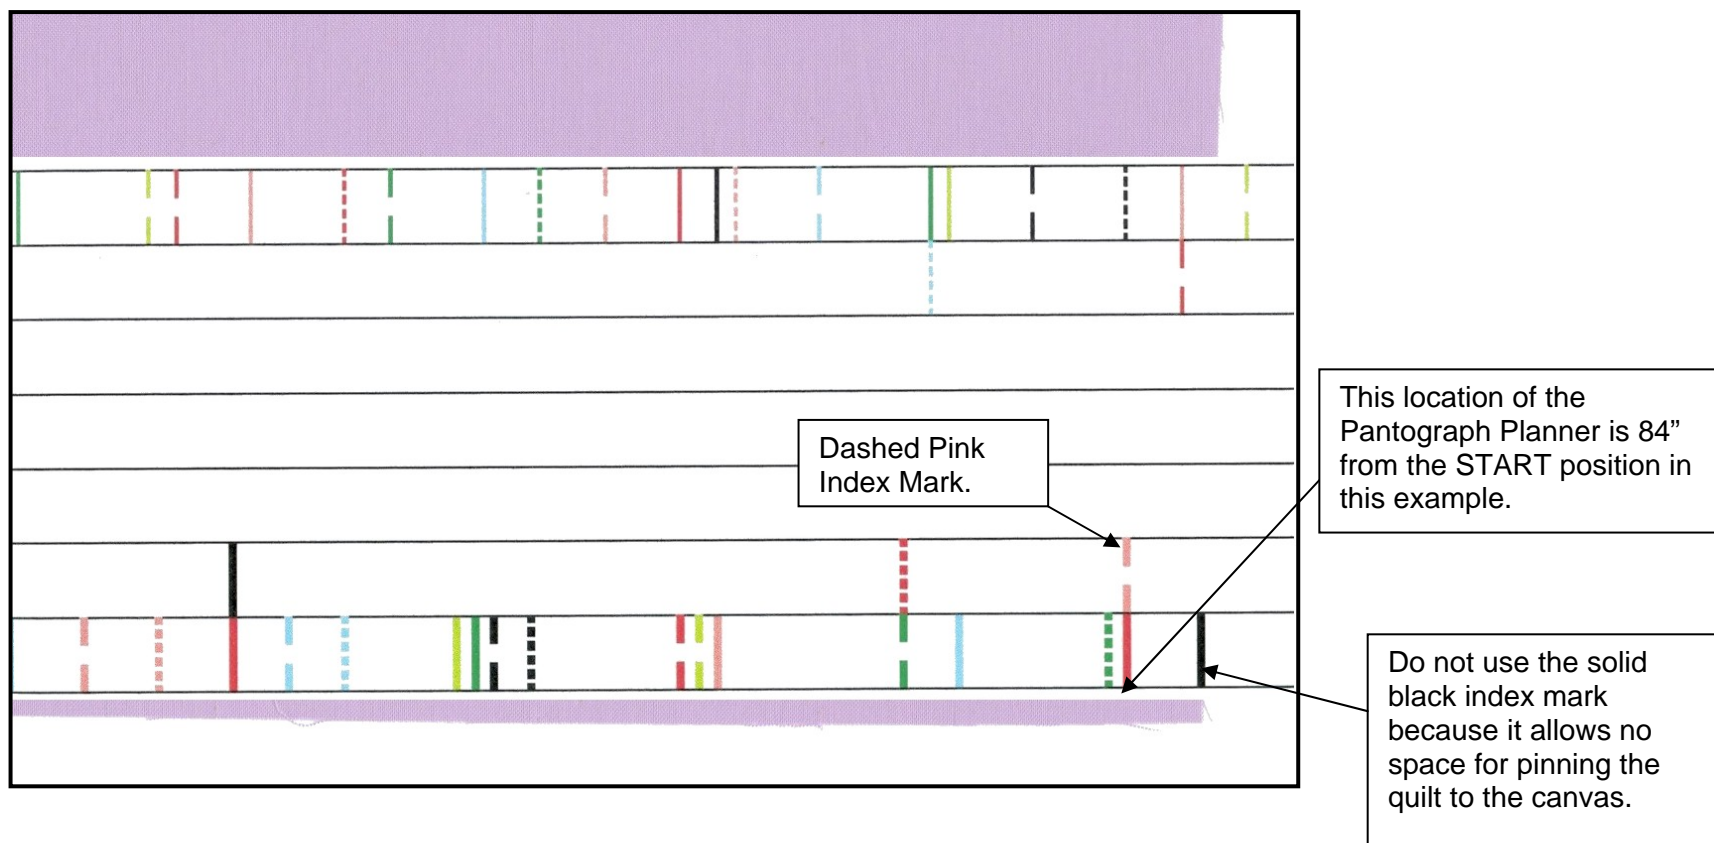 This location of the
Pantograph Planner is 84”
from the START position in
this example.
Dashed Pink
Index Mark.
Do not use the solid
black index mark
because it allows no
space for pinning the
quilt to the canvas.